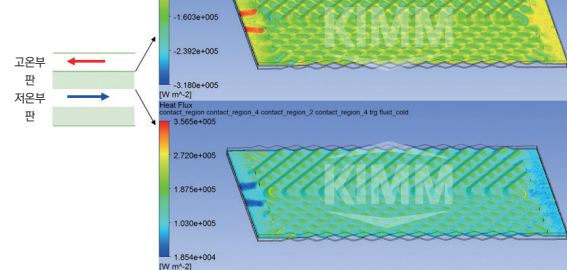 -1.603e+005
-2.392e+005
-3.180e+005
[W m^-2]
KIMM
고온부
판
저온부
판
Heat Flux
contact_region contact_region_4 contact_region_2 contact_region_4 trg fluid_cold
3.565e+005
2.720e+005
1.875e+005
1.030e+005
1.854e+004
[W m^-2]
KIMM